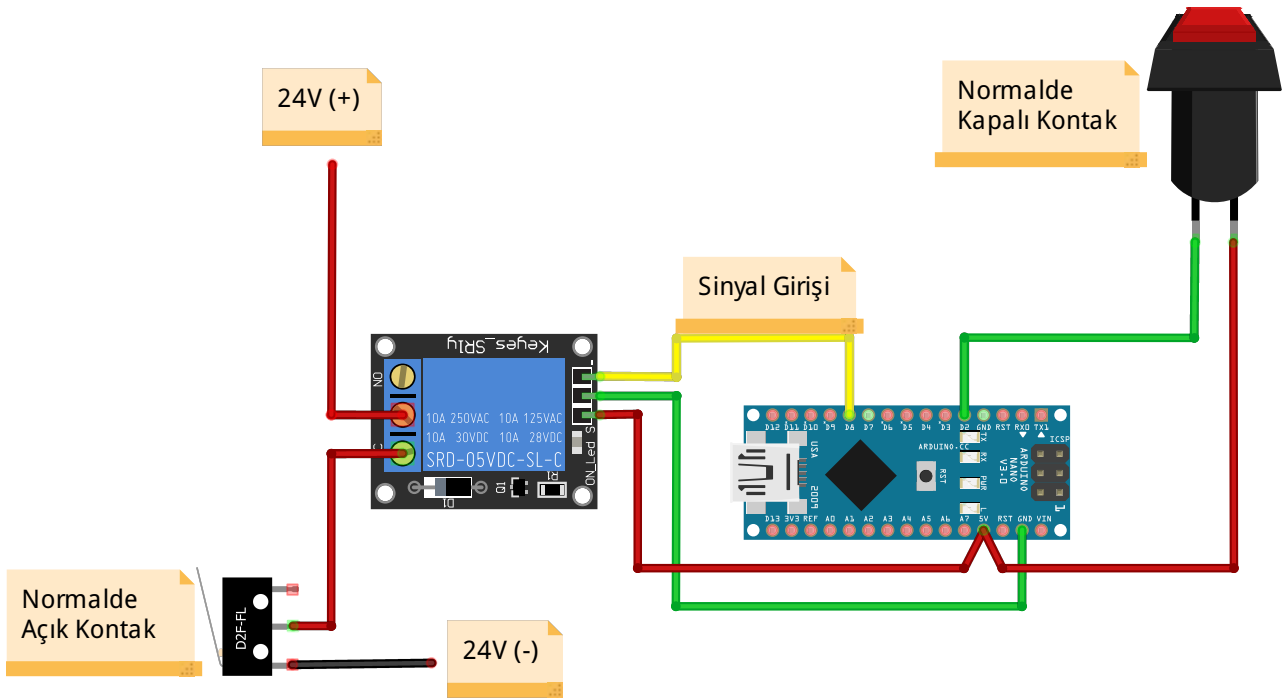 24V (+)
Normalde
Kapalı Kontak
Sinyal Girişi
Keyes_SR1y
NO
C
10A 250VAC 10A 125VAC
10A 30VDC 10A 28VDC
SRD-05VDC-SL-C
-
S
ON_Led
D1
Q1
R1
D12 D11 D10 D9 D8 D7 D6 D5 D4 D3 D2 GND RST RX0 TX1
USA
2009
ARDUINO.CC
RST
TX
RX
PWR
L
ARDUINO
NANO
V3.0
ICSP
1
D13 3V3 REF A0 A1 A2 A3 A4 A5 A6 A7 5V RST GND VIN
Normalde
Açık Kontak
D2F-FL
24V (-)